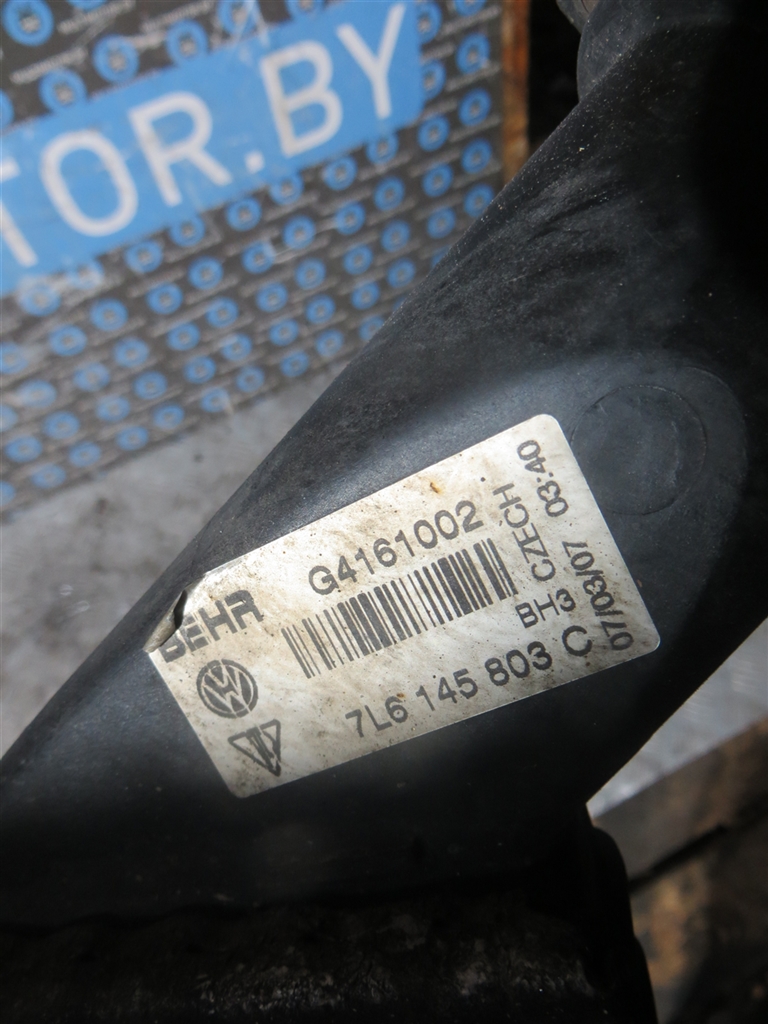 TOR.BY
BEHR
G4161002
BH3 CZECH
07/03/07 03:40
7L6 145 803 C